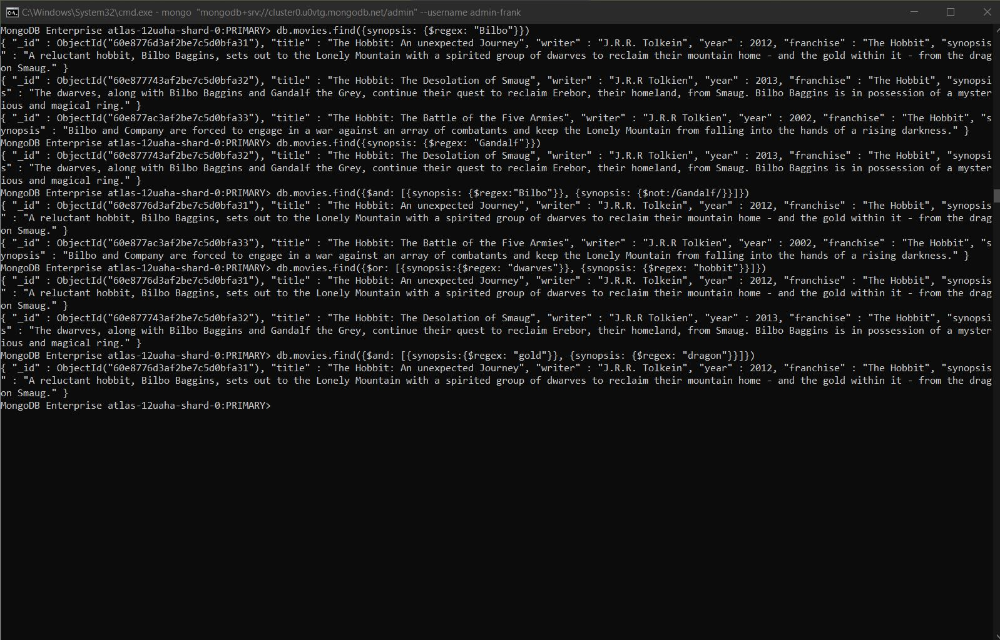 C:\Windows\System32\cmd.exe - mongo  "mongodb+srv://cluster0.u0vtg.mongodb.net/admin" --username admin-frank
MongoDB Enterprise atlas-12uaha-shard-0:PRIMARY> db.movies.find({synopsis: {$regex: "Bilbo"}})
{ "_id" : ObjectId("60e8776d3af2be7c5d0bfa31"), "title" : "The Hobbit: An unexpected Journey", "writer" : "J.R.R. Tolkein", "year" : 2012, "franchise" : "The Hobbit", "synopsis
" : "A reluctant hobbit, Bilbo Baggins, sets out to the Lonely Mountain with a spirited group of dwarves to reclaim their mountain home - and the gold within it - from the drag
on Smaug." }
{ "_id" : ObjectId("60e877743af2be7c5d0bfa32"), "title" : "The Hobbit: The Desolation of Smaug", "writer" : "J.R.R Tolkien", "year" : 2013, "franchise" : "The Hobbit", "synopsi
s" : "The dwarves, along with Bilbo Baggins and Gandalf the Grey, continue their quest to reclaim Erebor, their homeland, from Smaug. Bilbo Baggins is in possession of a myster
ious and magical ring." }
{ "_id" : ObjectId("60e877ac3af2be7c5d0bfa33"), "title" : "The Hobbit: The Battle of the Five Armies", "writer" : "J.R.R Tolkien", "year" : 2002, "franchise" : "The Hobbit", "s
ynopsis" : "Bilbo and Company are forced to engage in a war against an array of combatants and keep the Lonely Mountain from falling into the hands of a rising darkness." }
MongoDB Enterprise atlas-12uaha-shard-0:PRIMARY> db.movies.find({synopsis: {$regex: "Gandalf"}})
{ "_id" : ObjectId("60e877743af2be7c5d0bfa32"), "title" : "The Hobbit: The Desolation of Smaug", "writer" : "J.R.R Tolkien", "year" : 2013, "franchise" : "The Hobbit", "synopsi
s" : "The dwarves, along with Bilbo Baggins and Gandalf the Grey, continue their quest to reclaim Erebor, their homeland, from Smaug. Bilbo Baggins is in possession of a myster
ious and magical ring." }
MongoDB Enterprise atlas-12uaha-shard-0:PRIMARY> db.movies.find({$and: [{synopsis: {$regex:"Bilbo"}}, {synopsis: {$not:/Gandalf/}}]})
{ "_id" : ObjectId("60e8776d3af2be7c5d0bfa31"), "title" : "The Hobbit: An unexpected Journey", "writer" : "J.R.R. Tolkein", "year" : 2012, "franchise" : "The Hobbit", "synopsis
" : "A reluctant hobbit, Bilbo Baggins, sets out to the Lonely Mountain with a spirited group of dwarves to reclaim their mountain home - and the gold within it - from the drag
on Smaug." }
{ "_id" : ObjectId("60e877ac3af2be7c5d0bfa33"), "title" : "The Hobbit: The Battle of the Five Armies", "writer" : "J.R.R Tolkien", "year" : 2002, "franchise" : "The Hobbit", "s
ynopsis" : "Bilbo and Company are forced to engage in a war against an array of combatants and keep the Lonely Mountain from falling into the hands of a rising darkness." }
MongoDB Enterprise atlas-12uaha-shard-0:PRIMARY> db.movies.find({$or: [{synopsis:{$regex: "dwarves"}}, {synopsis: {$regex: "hobbit"}}]})
{ "_id" : ObjectId("60e8776d3af2be7c5d0bfa31"), "title" : "The Hobbit: An unexpected Journey", "writer" : "J.R.R. Tolkein", "year" : 2012, "franchise" : "The Hobbit", "synopsis
" : "A reluctant hobbit, Bilbo Baggins, sets out to the Lonely Mountain with a spirited group of dwarves to reclaim their mountain home - and the gold within it - from the drag
on Smaug." }
{ "_id" : ObjectId("60e877743af2be7c5d0bfa32"), "title" : "The Hobbit: The Desolation of Smaug", "writer" : "J.R.R Tolkien", "year" : 2013, "franchise" : "The Hobbit", "synopsi
s" : "The dwarves, along with Bilbo Baggins and Gandalf the Grey, continue their quest to reclaim Erebor, their homeland, from Smaug. Bilbo Baggins is in possession of a myster
ious and magical ring." }
MongoDB Enterprise atlas-12uaha-shard-0:PRIMARY> db.movies.find({$and: [{synopsis:{$regex: "gold"}}, {synopsis: {$regex: "dragon"}}]})
{ "_id" : ObjectId("60e8776d3af2be7c5d0bfa31"), "title" : "The Hobbit: An unexpected Journey", "writer" : "J.R.R. Tolkein", "year" : 2012, "franchise" : "The Hobbit", "synopsis
" : "A reluctant hobbit, Bilbo Baggins, sets out to the Lonely Mountain with a spirited group of dwarves to reclaim their mountain home - and the gold within it - from the drag
on Smaug." }
MongoDB Enterprise atlas-12uaha-shard-0:PRIMARY>